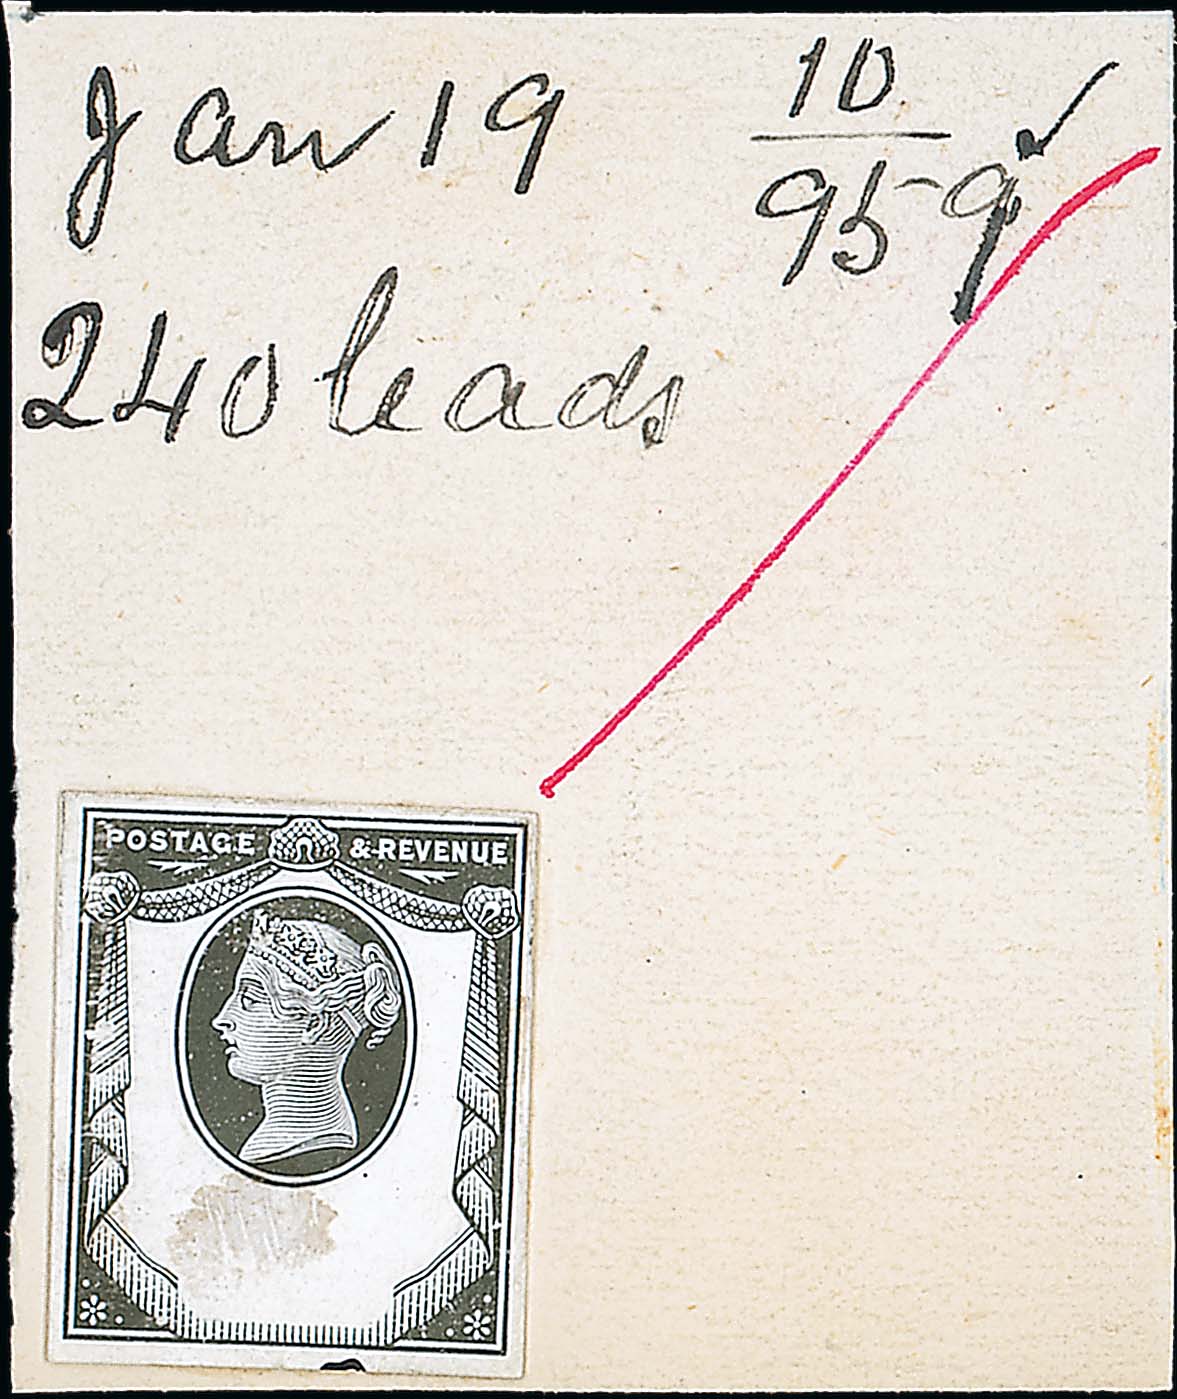 Jan 19
10
95-9 ✓
240 leads
POSTAGE & REVENUE